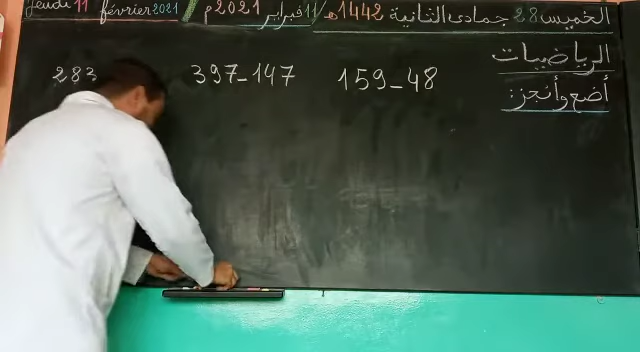 الخميس 28 جمادى الثانية 1442هـ / 11 فبراير 2021م / Jeudi 11 février 2021
الرياضيات
أضع وأنجز:
159-48 397-147 283